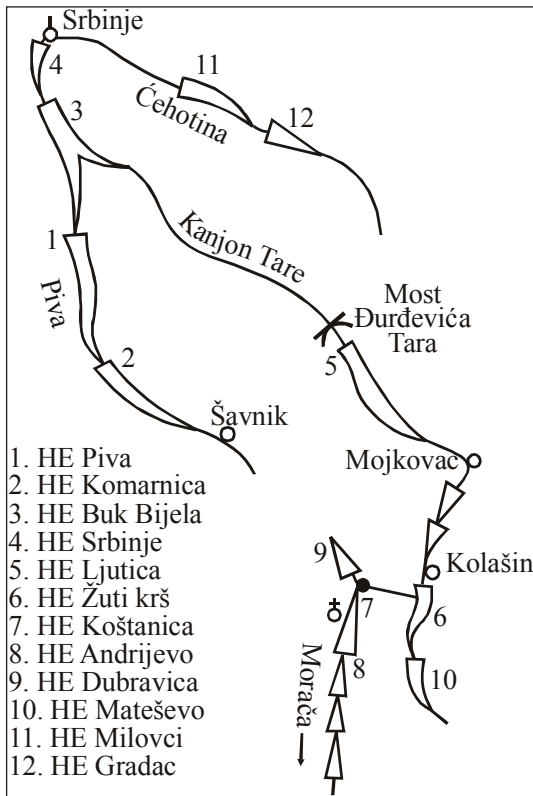 Srbinje
4
11
3
Ćehotina
12
Kanjon Tare
1
Piva
Most
Đurđevića
Tara
5
2
Šavnik
Mojkovac
1. HE Piva
2. HE Komarnica
3. HE Buk Bijela
4. HE Srbinje
5. HE Ljutica
6. HE Žuti krš
7. HE Koštanica
8. HE Andrijevo
9. HE Dubravica
10. HE Mateševo
11. HE Milovci
12. HE Gradac
9
Kolašin
7
6
8
10
Morača